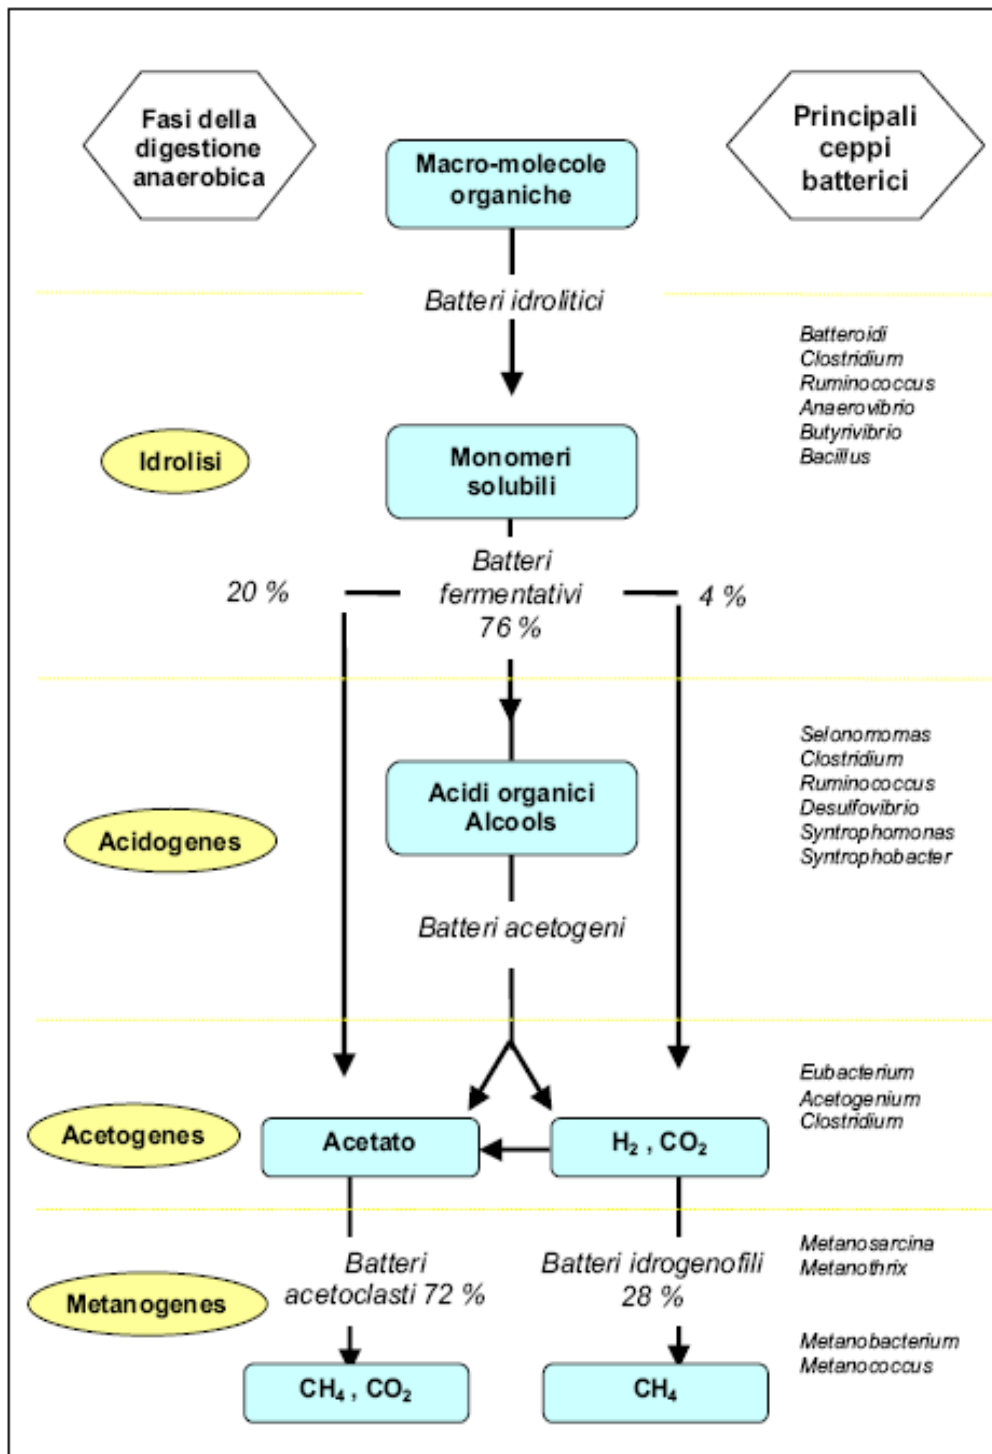 Fasi della
digestione
anaerobica
Principali
ceppi
batterici
Macro-molecole
organiche
Batteri idrolitici
Batteroidi
Clostridium
Ruminococcus
Anaerovibrio
Butyrivibrio
Bacillus
Idrolisi
Monomeri
solubili
20 %
Batteri
fermentativi
76 %
4 %
Selonomomas
Clostridium
Ruminococcus
Desulfovibrio
Syntrophomonas
Syntrophobacter
Acidogenes
Acidi organici
Alcools
Batteri acetogeni
Eubacterium
Acetogenium
Clostridium
Acetogenes
Acetato
H₂ , CO₂
Metanosarcina
Metanothrix
Metanogenes
Batteri
acetoclasti 72 %
Batteri idrogenofili
28 %
Metanobacterium
Metanococcus
CH₄ , CO₂
CH₄